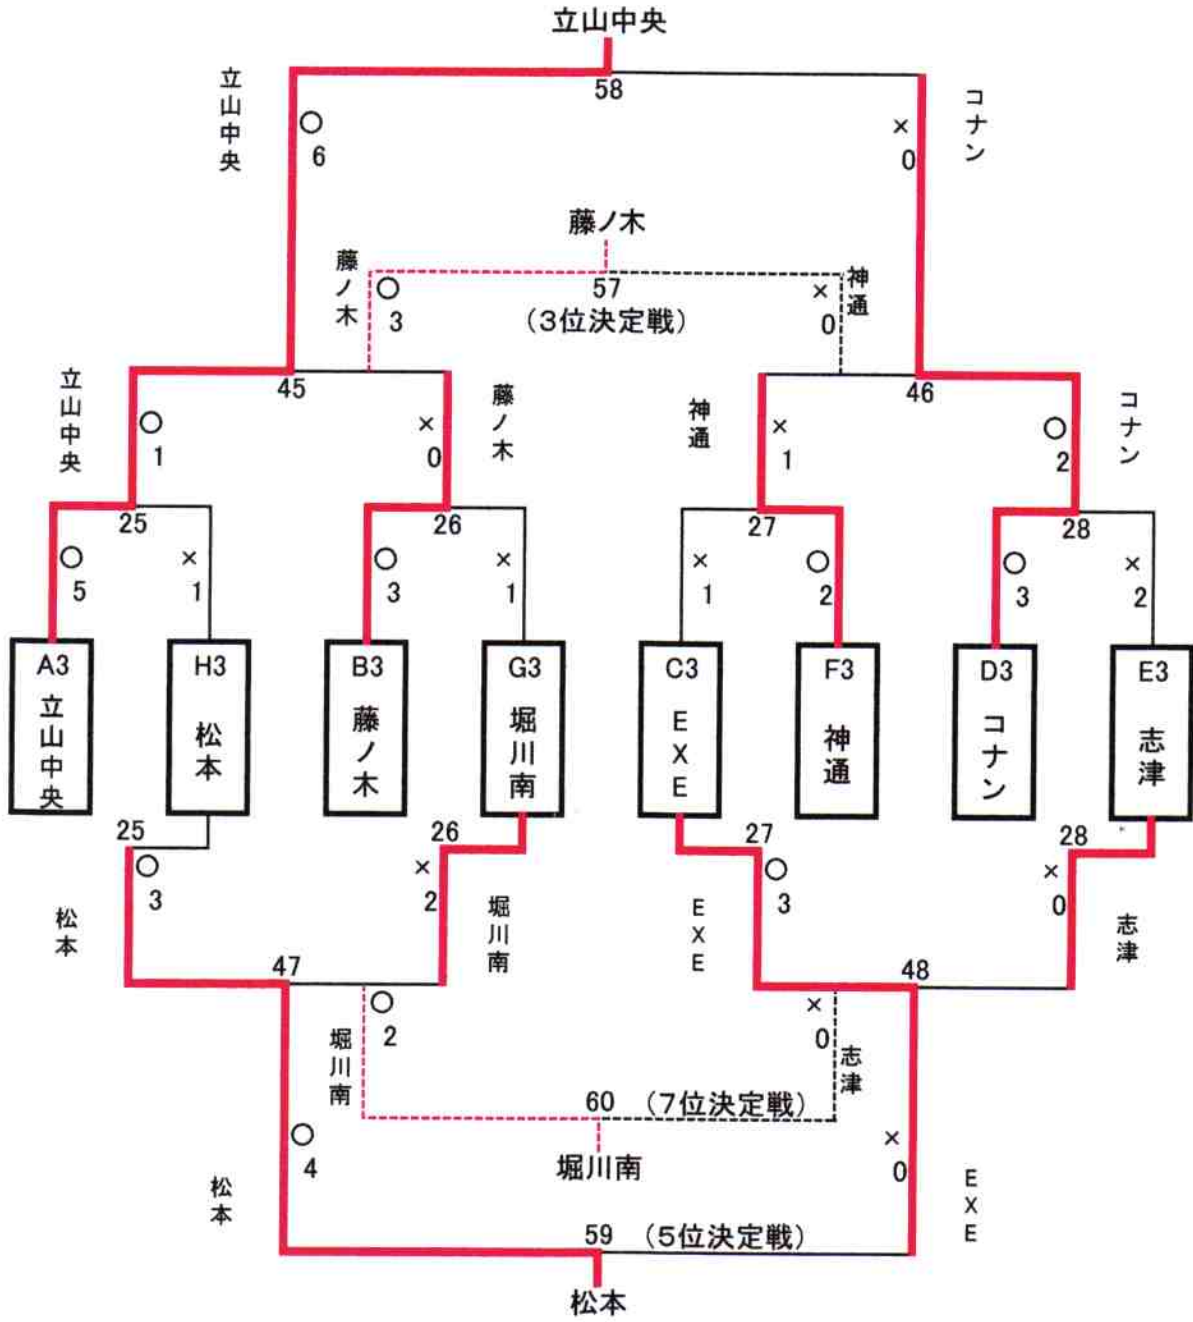 立山中央
58
立山中央
コナン
○ ×
6 0
藤ノ木
藤ノ木
神通
○ 57 ×
3 (3位決定戦) 0
立山中央
45
藤ノ木
神通
46
コナン
○ × × ○
1 0 1 2
25 26 27 28
○ × ○ × × ○ ○ ×
5 1 3 1 1 2 3 2
A3 H3 B3 G3 C3 F3 D3 E3
立山中央
松本
藤ノ木
堀川南
EXE
神通
コナン
志津
25 26 27 28
○ × ○ ×
3 2 3 0
松本
堀川南
EXE
志津
47 48
○ ×
2 0
堀川南
志津
60 (7位決定戦)
○ ×
4 0
堀川南
松本
EXE
59 (5位決定戦)
松本